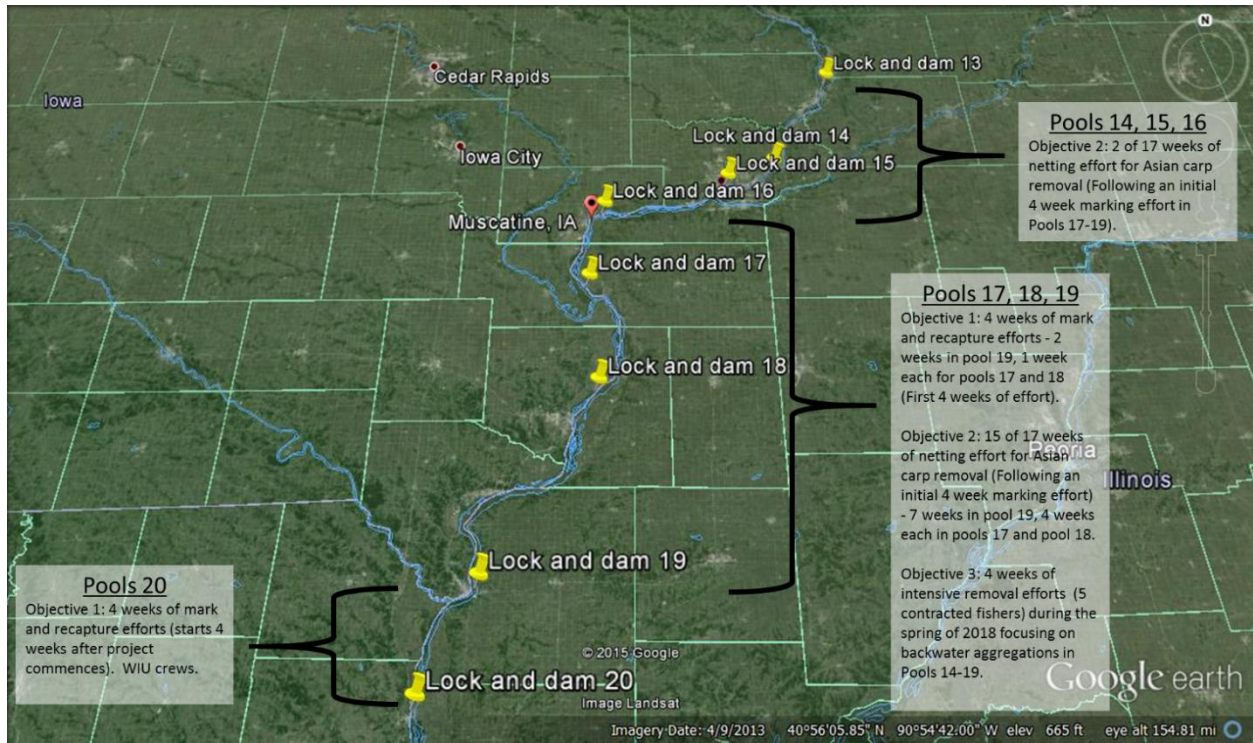 N
Cedar Rapids
Iowa
Iowa City
Lock and dam 13
Lock and dam 14
Lock and dam 15
Lock and dam 16
Muscatine, IA
Lock and dam 17
Lock and dam 18
Lock and dam 19
Lock and dam 20
Peoria
Illinois
Pools 14, 15, 16
Objective 2: 2 of 17 weeks of
netting effort for Asian carp
removal (Following an initial
4 week marking effort in
Pools 17-19).
Pools 17, 18, 19
Objective 1: 4 weeks of mark
and recapture efforts - 2
weeks in pool 19, 1 week
each for pools 17 and 18
(First 4 weeks of effort).
Objective 2: 15 of 17 weeks
of netting effort for Asian
carp removal (Following an
initial 4 week marking effort)
- 7 weeks in pool 19, 4 weeks
each in pools 17 and pool 18.
Objective 3: 4 weeks of
intensive removal efforts (5
contracted fishers) during the
spring of 2018 focusing on
backwater aggregations in
Pools 14-19.
Pools 20
Objective 1: 4 weeks of mark
and recapture efforts (starts 4
weeks after project
commences). WIU crews.
© 2015 Google
Image Landsat
Google earth
Imagery Date: 4/9/2013 40°56'05.85" N 90°54'42.00" W elev 665 ft eye alt 154.81 mi